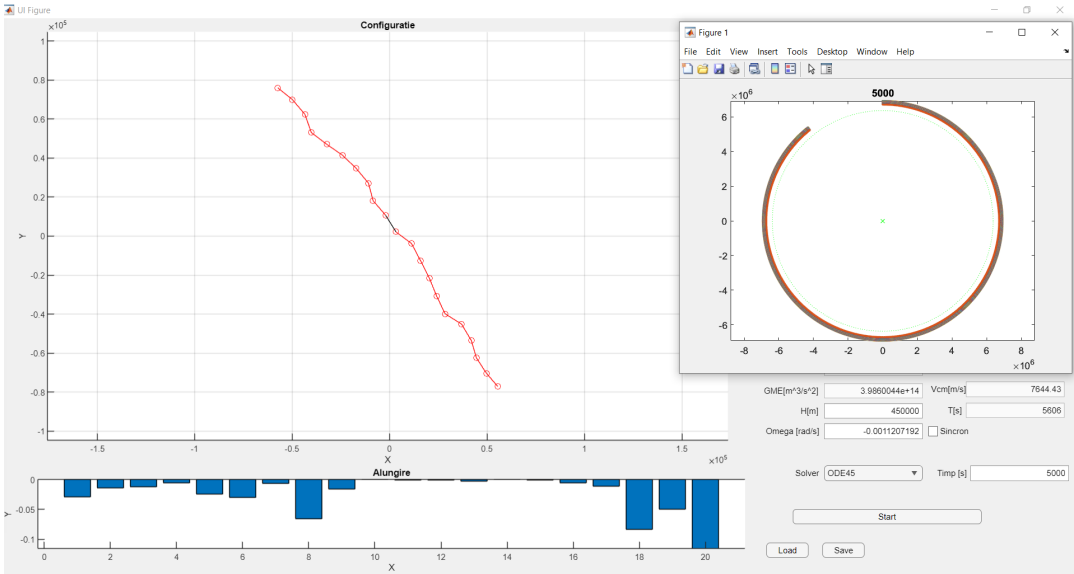 UI Figure
Configuratie
×10^5
1
0.8
0.6
0.4
0.2
0
-0.2
-0.4
-0.6
-0.8
-1
Y
-1.5 -1 -0.5 0 0.5 1 1.5
×10^5
X
Alungire
0
-0.05
-0.1
Y
0 2 4 6 8 10 12 14 16 18 20
X
Figure 1
File Edit View Insert Tools Desktop Window Help
5000
×10^6
6
4
2
0
-2
-4
-6
-8 -6 -4 -2 0 2 4 6 8
×10^6
GME[m^3/s^2] 3.9860044e+14 Vcm[m/s] 7644.43
H[m] 450000 T[s] 5606
Omega [rad/s] -0.0011207192 Sincron
Solver ODE45 Timp [s] 5000
Start
Load Save